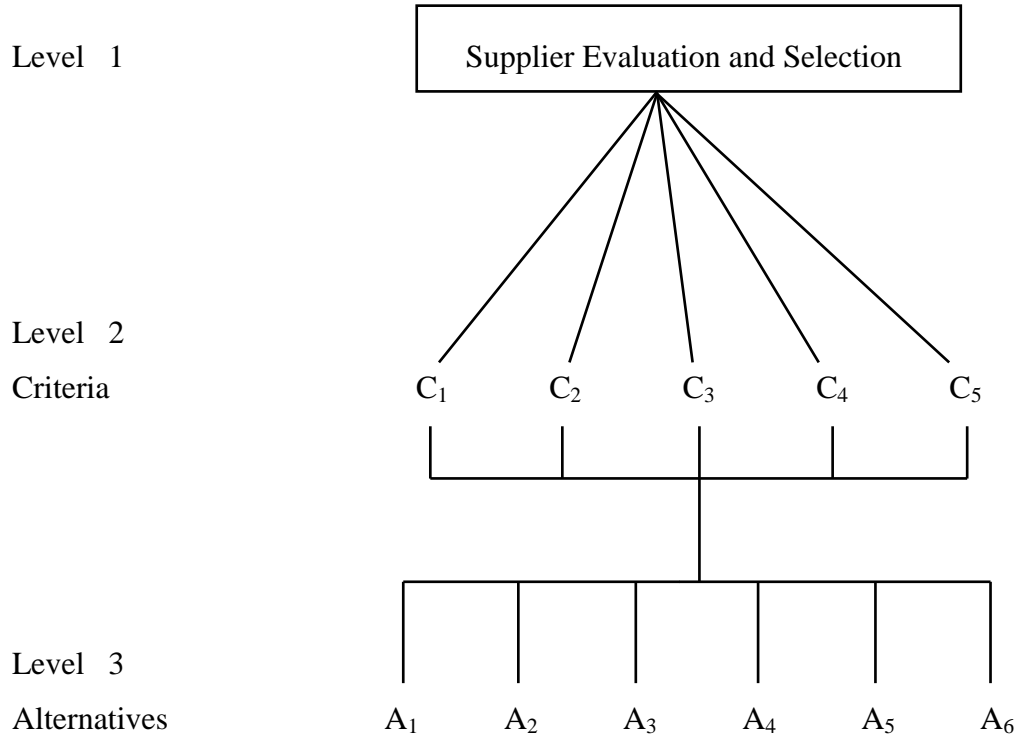 Level 1 Supplier Evaluation and Selection
Level 2
Criteria C₁ C₂ C₃ C₄ C₅
Level 3
Alternatives A₁ A₂ A₃ A₄ A₅ A₆